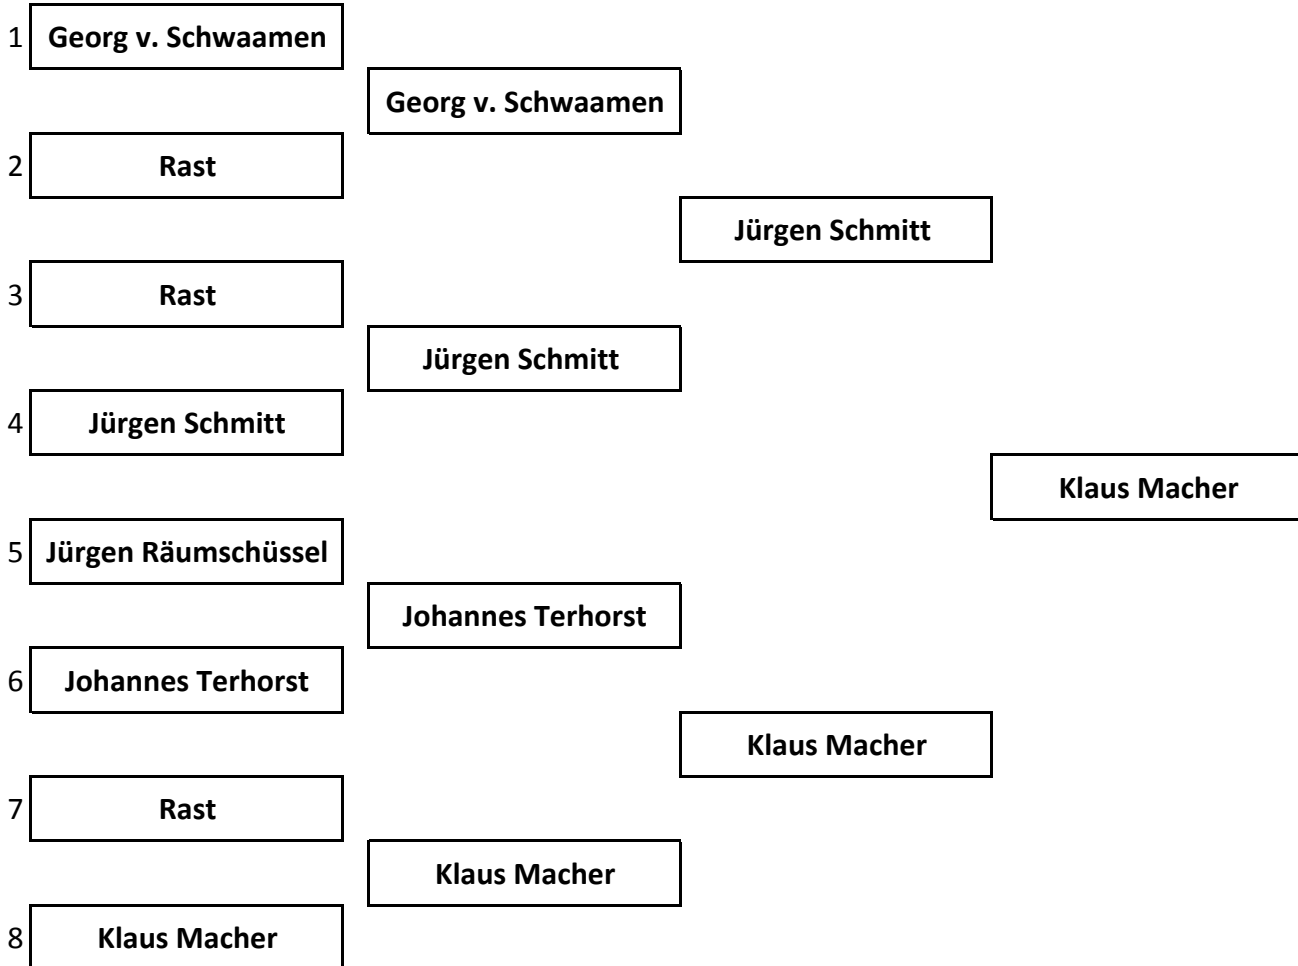 1 Georg v. Schwaamen
Georg v. Schwaamen
2 Rast
Jürgen Schmitt
3 Rast
Jürgen Schmitt
4 Jürgen Schmitt
Klaus Macher
5 Jürgen Räumschüssel
Johannes Terhorst
6 Johannes Terhorst
Klaus Macher
7 Rast
Klaus Macher
8 Klaus Macher